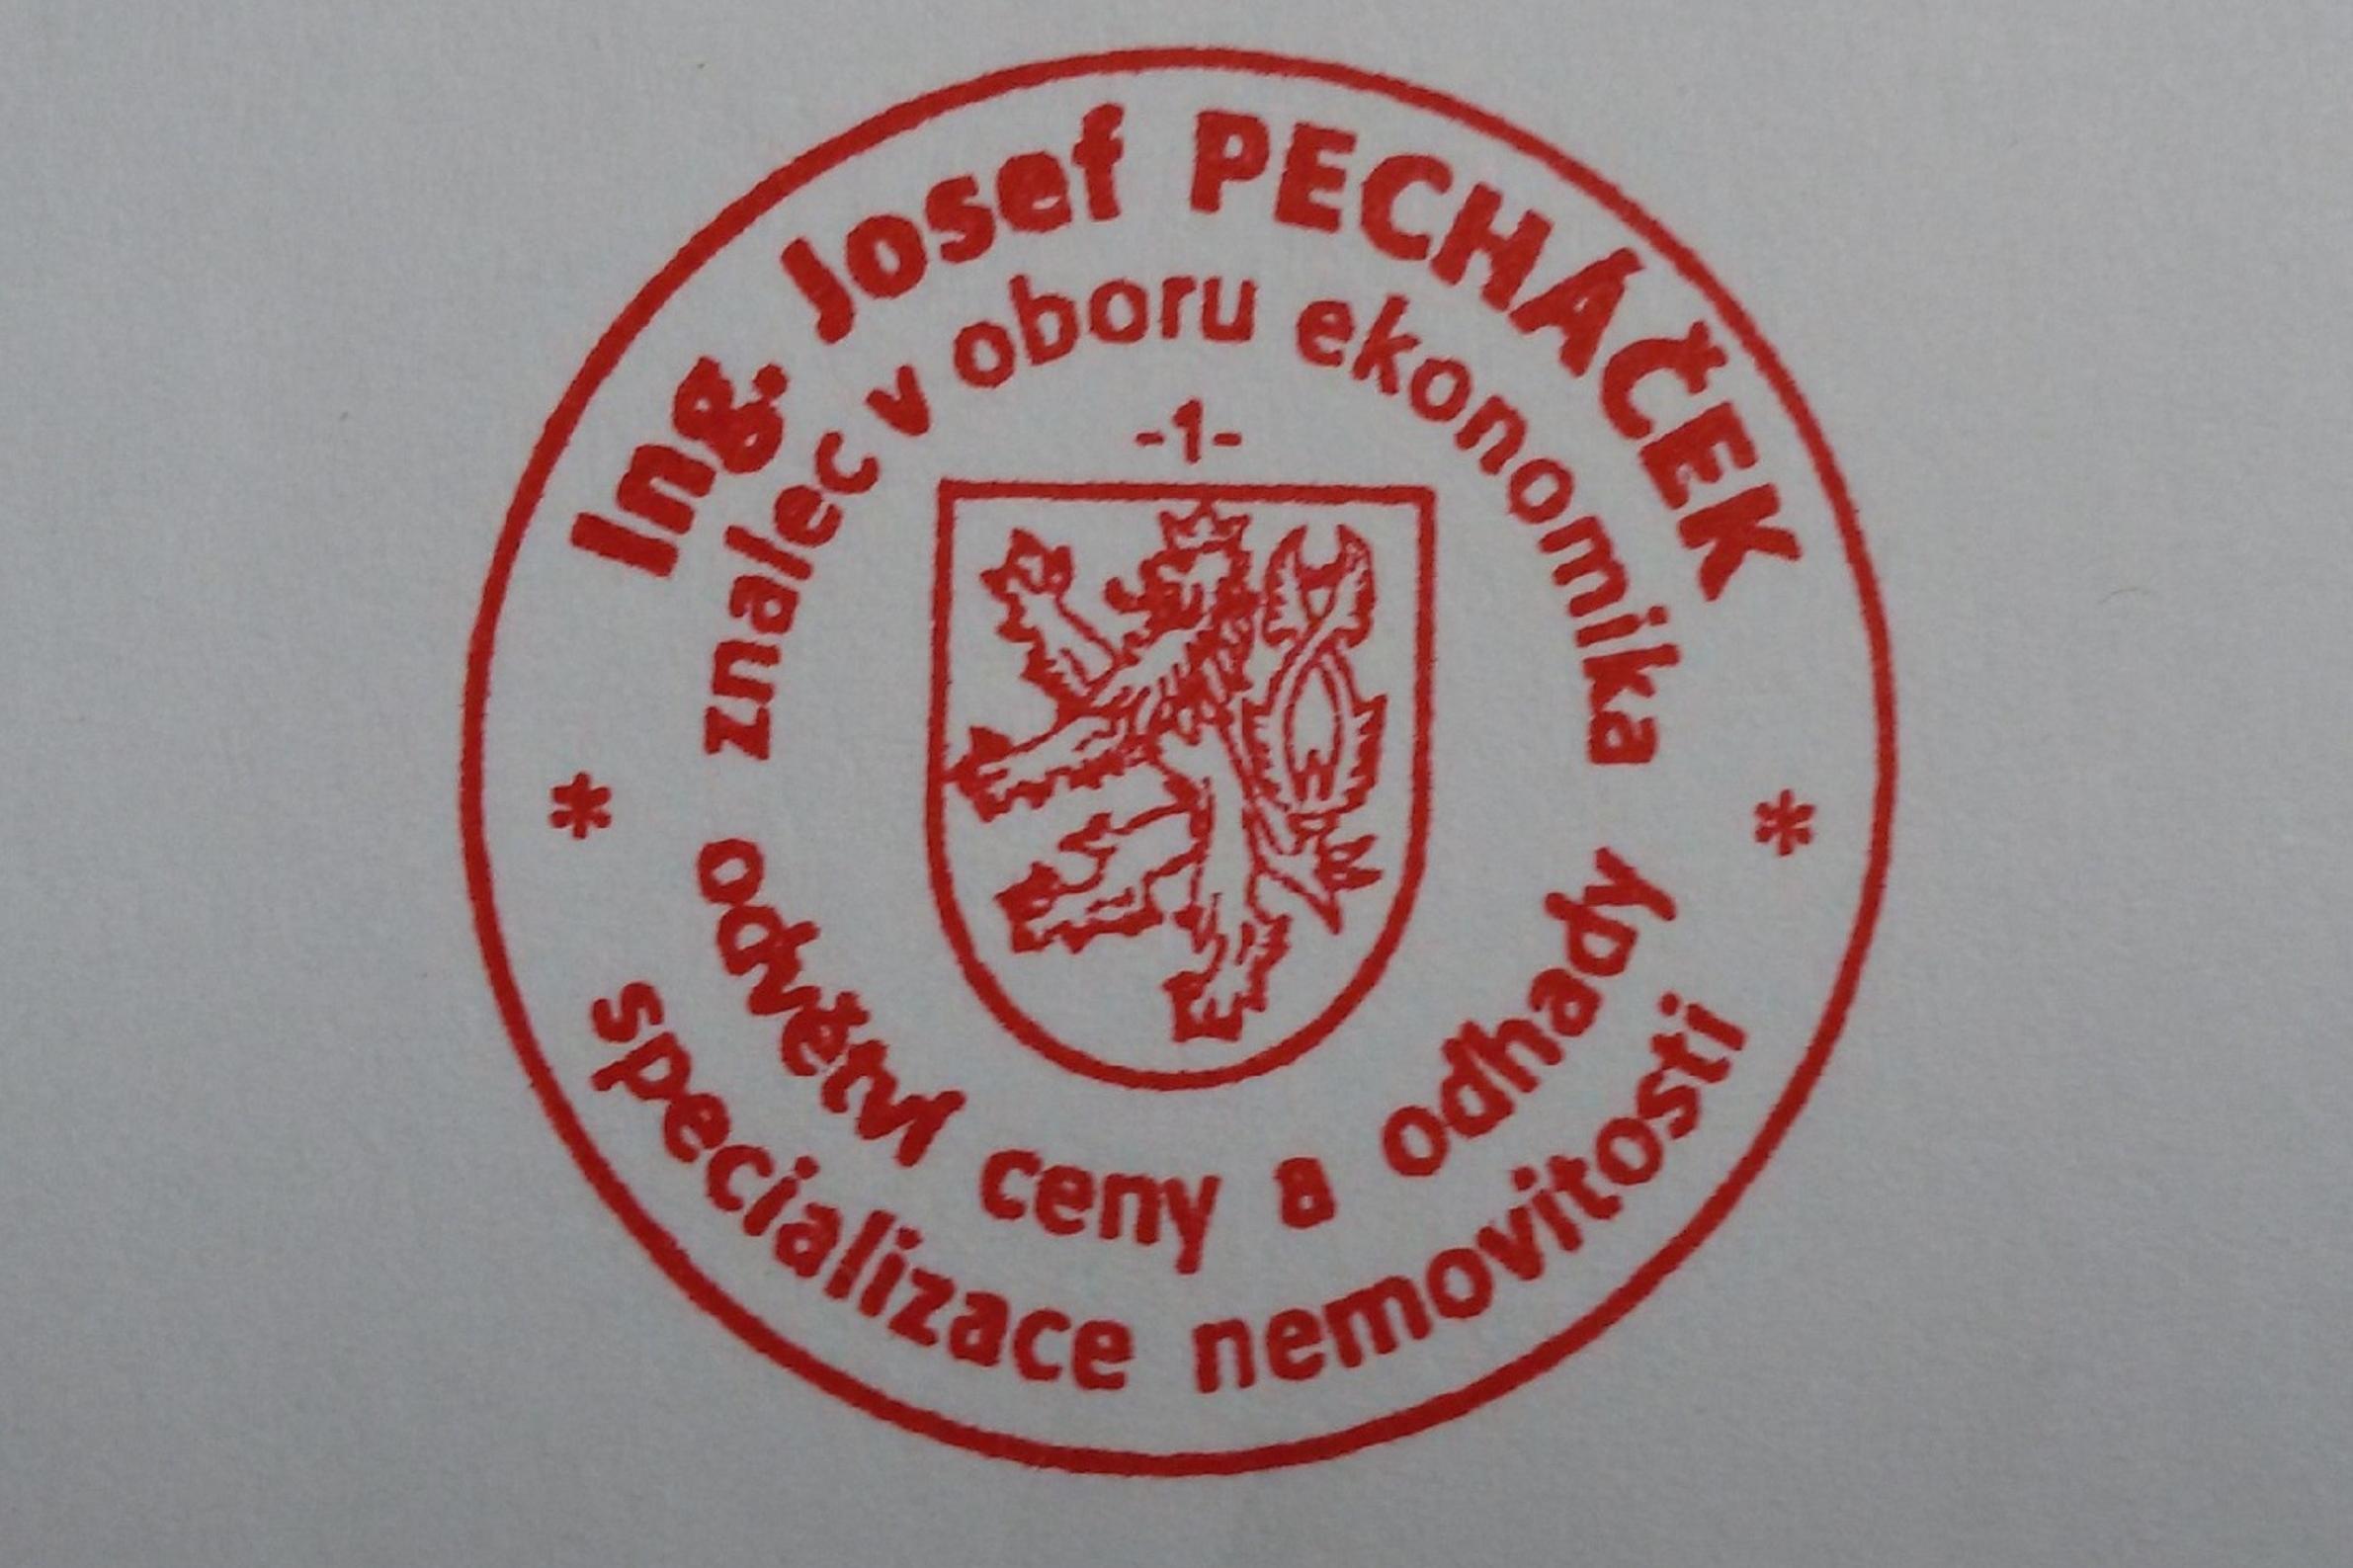 Ing. Josef PECHÁČEK
znalec v oboru ekonomika
-1-
odvětví ceny a odhady
specializace nemovitosti
* *